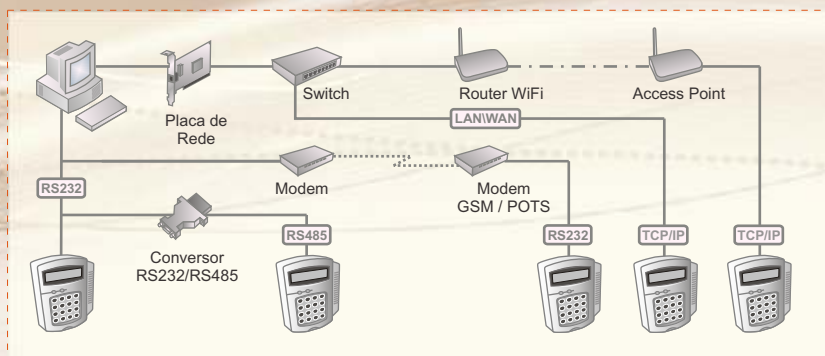 Placa de
Rede
Switch
Router WiFi
Access Point
LAN\WAN
RS232
Modem
Modem
GSM / POTS
Conversor
RS232/RS485
RS485
RS232
TCP/IP
TCP/IP